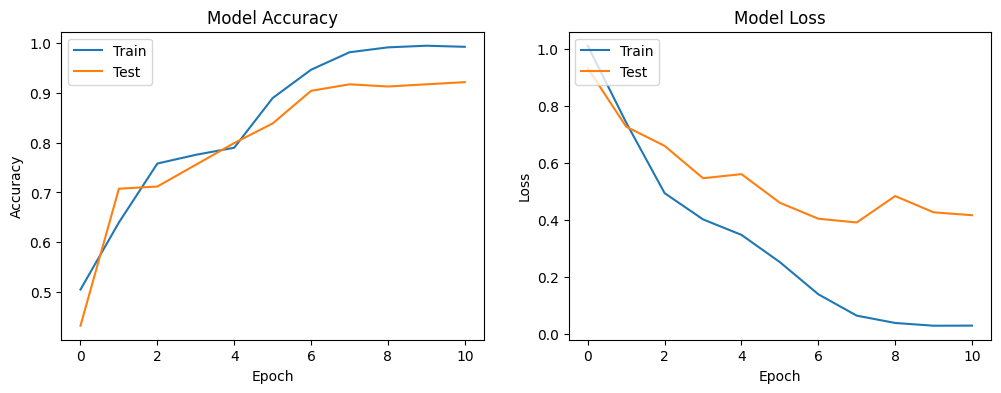 Model Accuracy
Train
Test
1.0
0.9
0.8
0.7
0.6
0.5
Accuracy
0 2 4 6 8 10
Epoch
Model Loss
Train
Test
1.0
0.8
0.6
0.4
0.2
0.0
Loss
0 2 4 6 8 10
Epoch